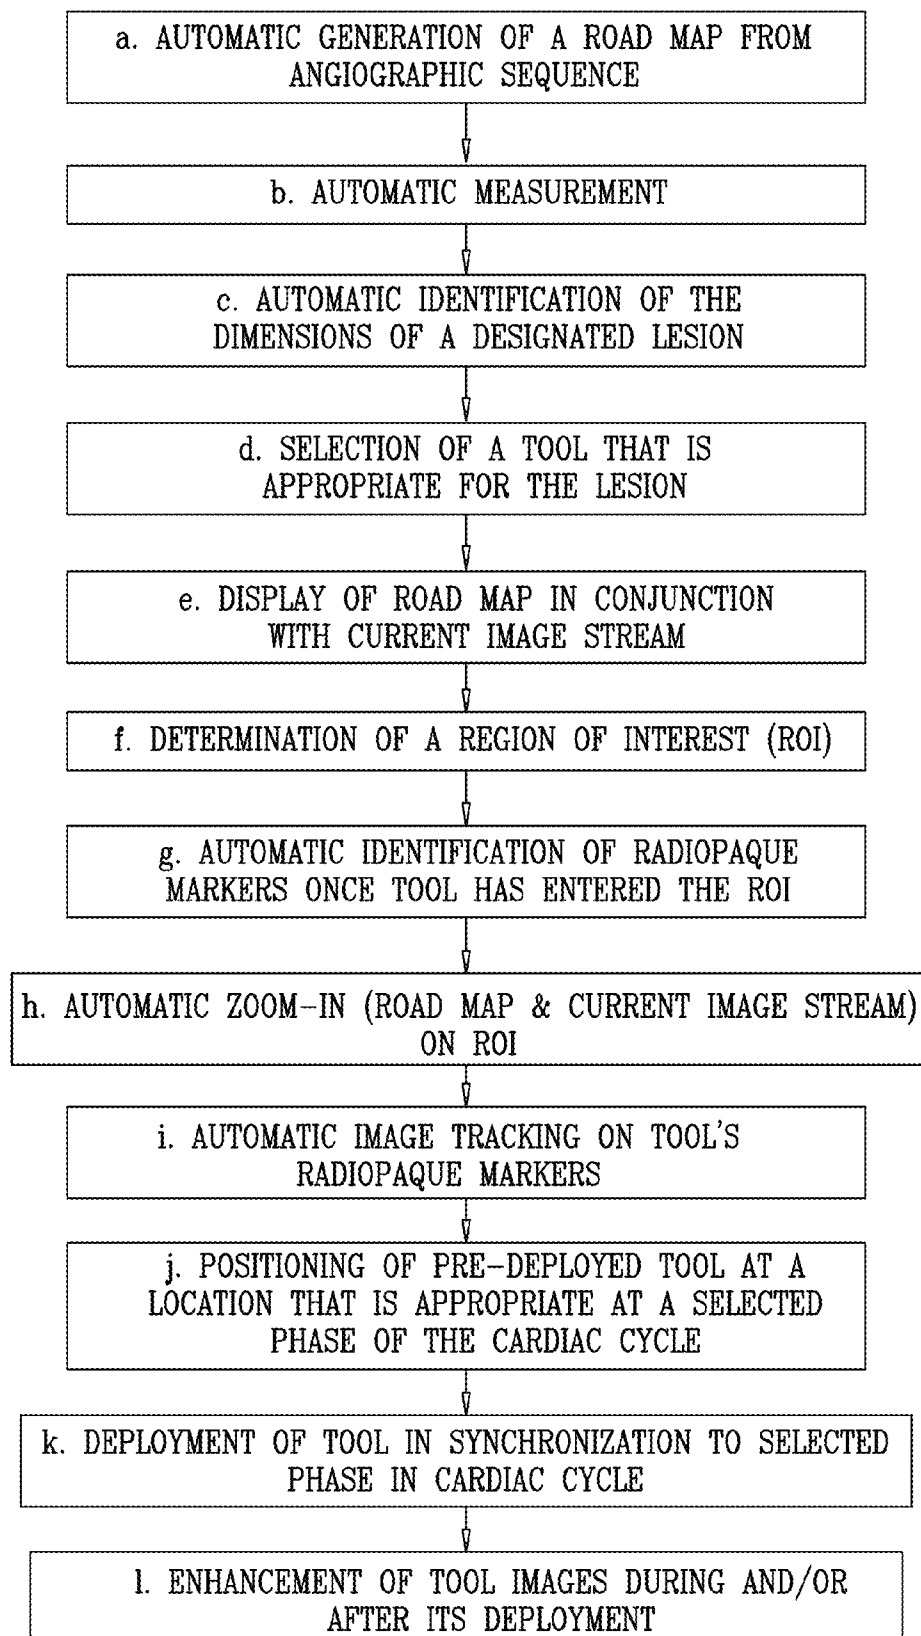 a. AUTOMATIC GENERATION OF A ROAD MAP FROM
ANGIOGRAPHIC SEQUENCE
b. AUTOMATIC MEASUREMENT
c. AUTOMATIC IDENTIFICATION OF THE
DIMENSIONS OF A DESIGNATED LESION
d. SELECTION OF A TOOL THAT IS
APPROPRIATE FOR THE LESION
e. DISPLAY OF ROAD MAP IN CONJUNCTION
WITH CURRENT IMAGE STREAM
f. DETERMINATION OF A REGION OF INTEREST (ROI)
g. AUTOMATIC IDENTIFICATION OF RADIOPAQUE
MARKERS ONCE TOOL HAS ENTERED THE ROI
h. AUTOMATIC ZOOM-IN (ROAD MAP & CURRENT IMAGE STREAM)
ON ROI
i. AUTOMATIC IMAGE TRACKING ON TOOL'S
RADIOPAQUE MARKERS
j. POSITIONING OF PRE-DEPLOYED TOOL AT A
LOCATION THAT IS APPROPRIATE AT A SELECTED
PHASE OF THE CARDIAC CYCLE
k. DEPLOYMENT OF TOOL IN SYNCHRONIZATION TO SELECTED
PHASE IN CARDIAC CYCLE
l. ENHANCEMENT OF TOOL IMAGES DURING AND/OR
AFTER ITS DEPLOYMENT